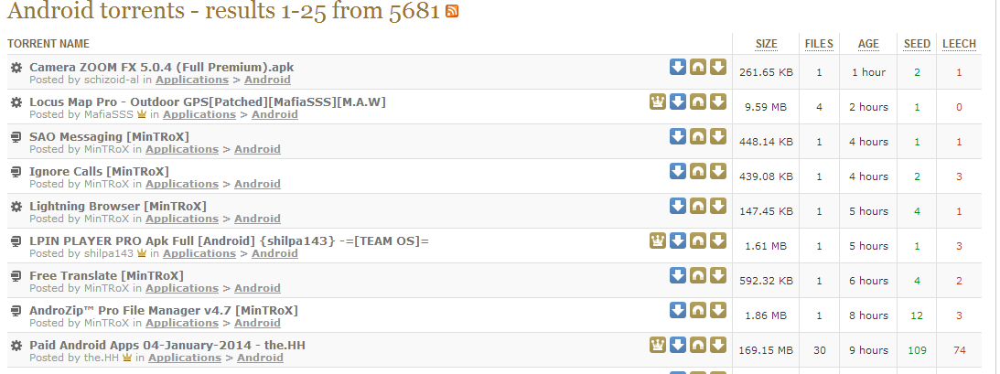 Android torrents - results 1-25 from 5681
TORRENT NAME SIZE FILES AGE SEED LEECH
Camera ZOOM FX 5.0.4 (Full Premium).apk 261.65 KB 1 1 hour 2 1
Posted by schizoid-al in Applications > Android
Locus Map Pro - Outdoor GPS[Patched][MafiaSSS][M.A.W] 9.59 MB 4 2 hours 1 0
Posted by MafiaSSS in Applications > Android
SAO Messaging [MinTRoX] 448.14 KB 1 4 hours 1 1
Posted by MinTRoX in Applications > Android
Ignore Calls [MinTRoX] 439.08 KB 1 4 hours 2 3
Posted by MinTRoX in Applications > Android
Lightning Browser [MinTRoX] 147.45 KB 1 5 hours 4 1
Posted by MinTRoX in Applications > Android
LPIN PLAYER PRO Apk Full [Android] {shilpa143} -=[TEAM OS]= 1.61 MB 1 5 hours 1 3
Posted by shilpa143 in Applications > Android
Free Translate [MinTRoX] 592.32 KB 1 6 hours 4 2
Posted by MinTRoX in Applications > Android
AndroZip™ Pro File Manager v4.7 [MinTRoX] 1.86 MB 1 8 hours 12 3
Posted by MinTRoX in Applications > Android
Paid Android Apps 04-January-2014 - the.HH 169.15 MB 30 9 hours 109 74
Posted by the.HH in Applications > Android